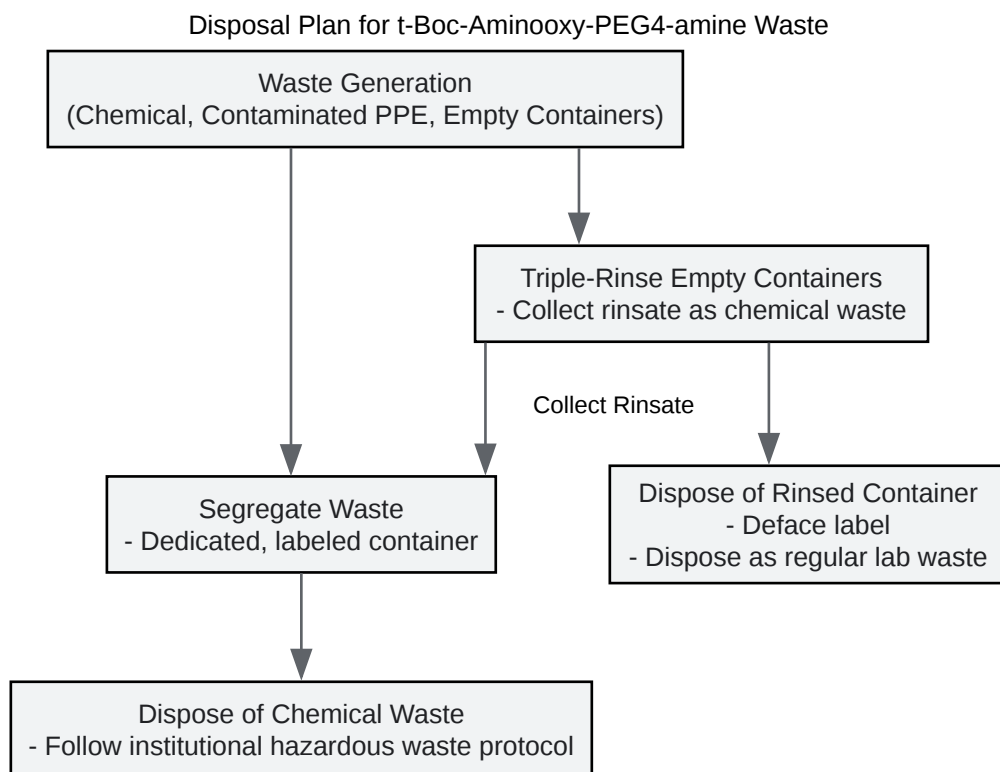 Disposal Plan for t-Boc-Aminooxy-PEG4-amine Waste
Waste Generation
(Chemical, Contaminated PPE, Empty Containers)
Triple-Rinse Empty Containers
- Collect rinsate as chemical waste
Collect Rinsate
Segregate Waste
- Dedicated, labeled container
Dispose of Rinsed Container
- Deface label
- Dispose as regular lab waste
Dispose of Chemical Waste
- Follow institutional hazardous waste protocol